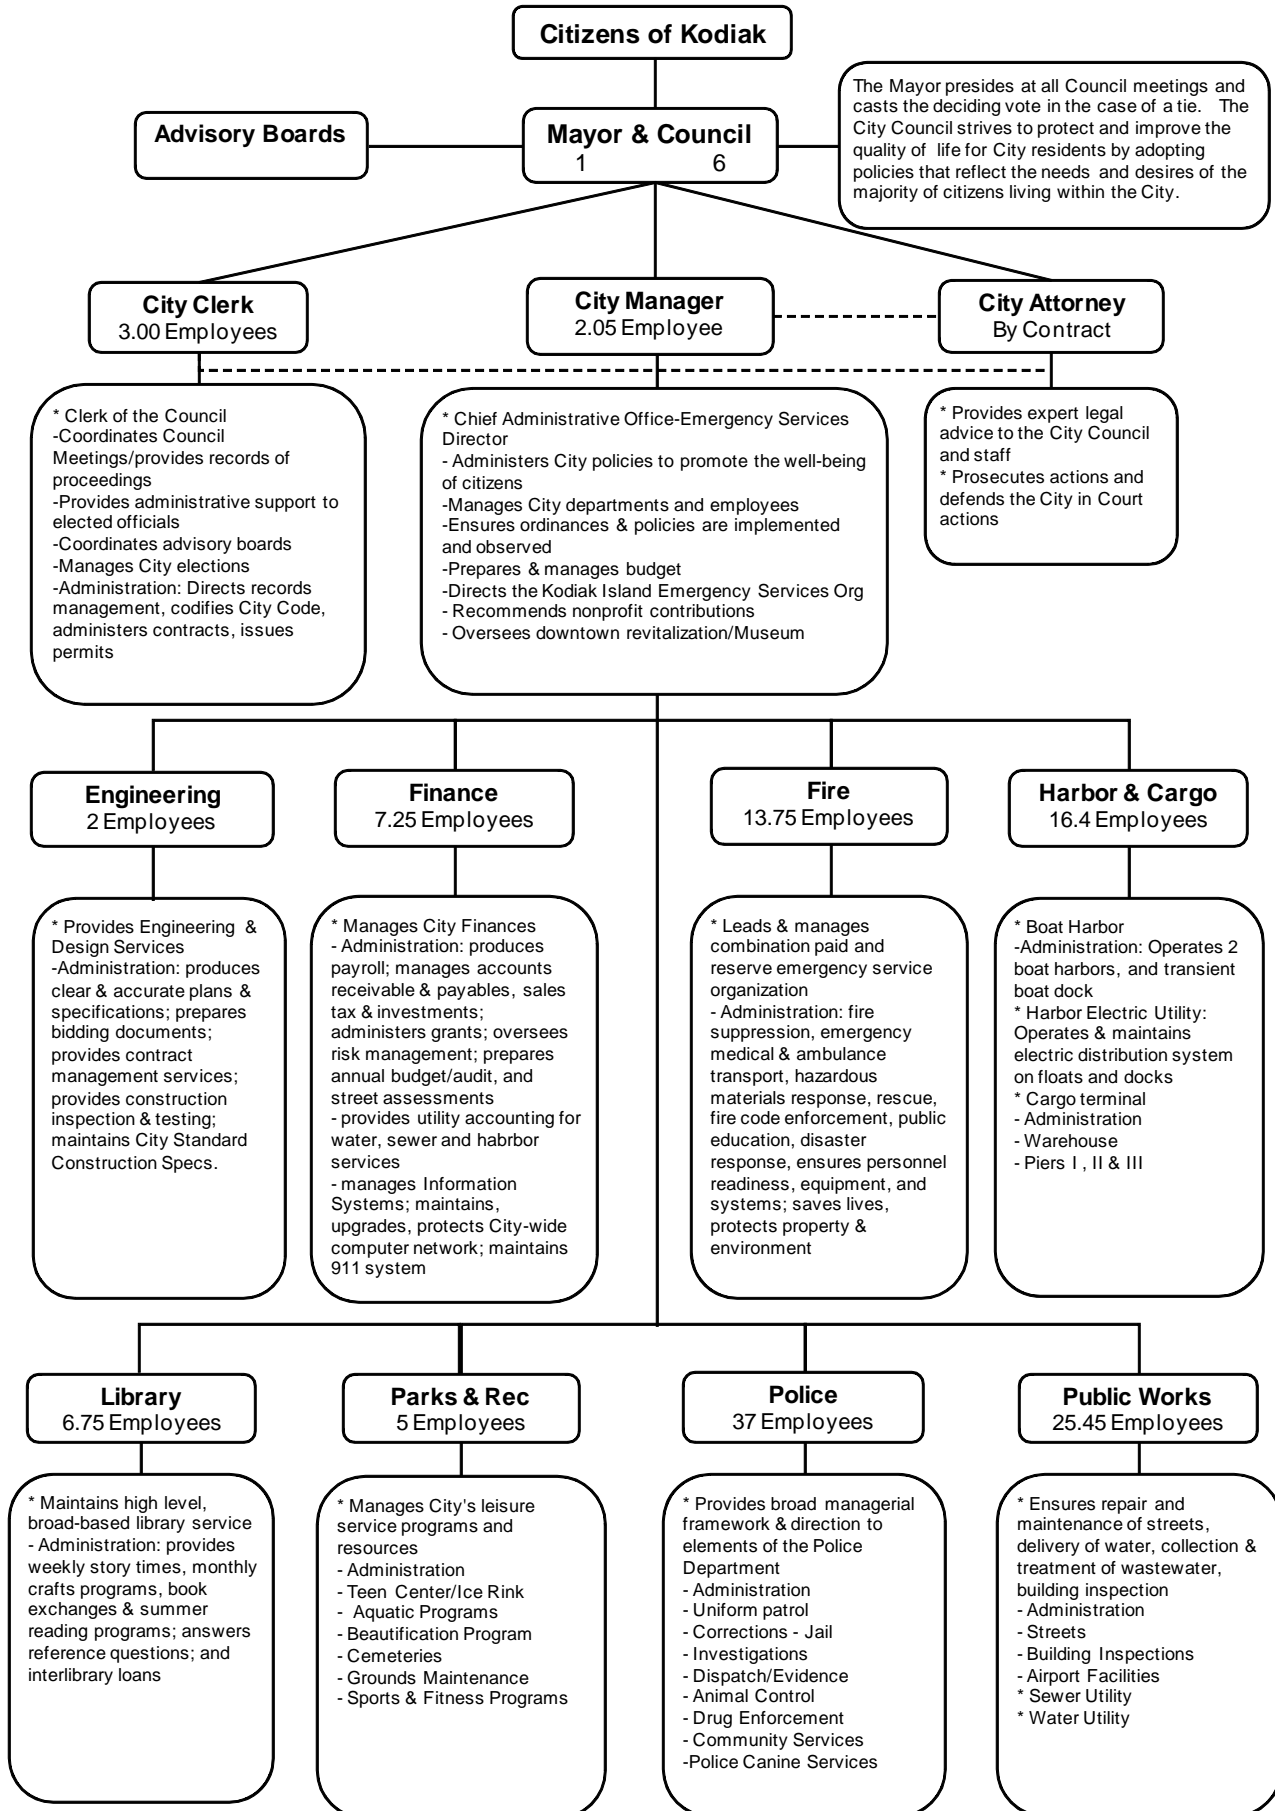 Citizens of Kodiak
Advisory Boards
Mayor & Council
1 6
The Mayor presides at all Council meetings and
casts the deciding vote in the case of a tie. The
City Council strives to protect and improve the
quality of life for City residents by adopting
policies that reflect the needs and desires of the
majority of citizens living within the City.
City Clerk
3.00 Employees
City Manager
2.05 Employee
City Attorney
By Contract
* Clerk of the Council
-Coordinates Council
Meetings/provides records of
proceedings
-Provides administrative support to
elected officials
-Coordinates advisory boards
-Manages City elections
-Administration: Directs records
management, codifies City Code,
administers contracts, issues
permits
* Chief Administrative Office-Emergency Services
Director
- Administers City policies to promote the well-being
of citizens
-Manages City departments and employees
-Ensures ordinances & policies are implemented
and observed
-Prepares & manages budget
-Directs the Kodiak Island Emergency Services Org
- Recommends nonprofit contributions
- Oversees downtown revitalization/Museum
* Provides expert legal
advice to the City Council
and staff
* Prosecutes actions and
defends the City in Court
actions
Engineering
2 Employees
Finance
7.25 Employees
Fire
13.75 Employees
Harbor & Cargo
16.4 Employees
* Provides Engineering &
Design Services
-Administration: produces
clear & accurate plans &
specifications; prepares
bidding documents;
provides contract
management services;
provides construction
inspection & testing;
maintains City Standard
Construction Specs.
* Manages City Finances
- Administration: produces
payroll; manages accounts
receivable & payables, sales
tax & investments;
administers grants; oversees
risk management; prepares
annual budget/audit, and
street assessments
- provides utility accounting for
water, sewer and habrbor
services
- manages Information
Systems; maintains,
upgrades, protects City-wide
computer network; maintains
911 system
* Leads & manages
combination paid and
reserve emergency service
organization
- Administration: fire
suppression, emergency
medical & ambulance
transport, hazardous
materials response, rescue,
fire code enforcement, public
education, disaster
response, ensures personnel
readiness, equipment, and
systems; saves lives,
protects property &
environment
* Boat Harbor
-Administration: Operates 2
boat harbors, and transient
boat dock
* Harbor Electric Utility:
Operates & maintains
electric distribution system
on floats and docks
* Cargo terminal
- Administration
- Warehouse
- Piers I , II & III
Library
6.75 Employees
Parks & Rec
5 Employees
Police
37 Employees
Public Works
25.45 Employees
* Maintains high level,
broad-based library service
- Administration: provides
weekly story times, monthly
crafts programs, book
exchanges & summer
reading programs; answers
reference questions; and
interlibrary loans
* Manages City's leisure
service programs and
resources
- Administration
- Teen Center/Ice Rink
- Aquatic Programs
- Beautification Program
- Cemeteries
- Grounds Maintenance
- Sports & Fitness Programs
* Provides broad managerial
framework & direction to
elements of the Police
Department
- Administration
- Uniform patrol
- Corrections - Jail
- Investigations
- Dispatch/Evidence
- Animal Control
- Drug Enforcement
- Community Services
-Police Canine Services
* Ensures repair and
maintenance of streets,
delivery of water, collection &
treatment of wastewater,
building inspection
- Administration
- Streets
- Building Inspections
- Airport Facilities
* Sewer Utility
* Water Utility